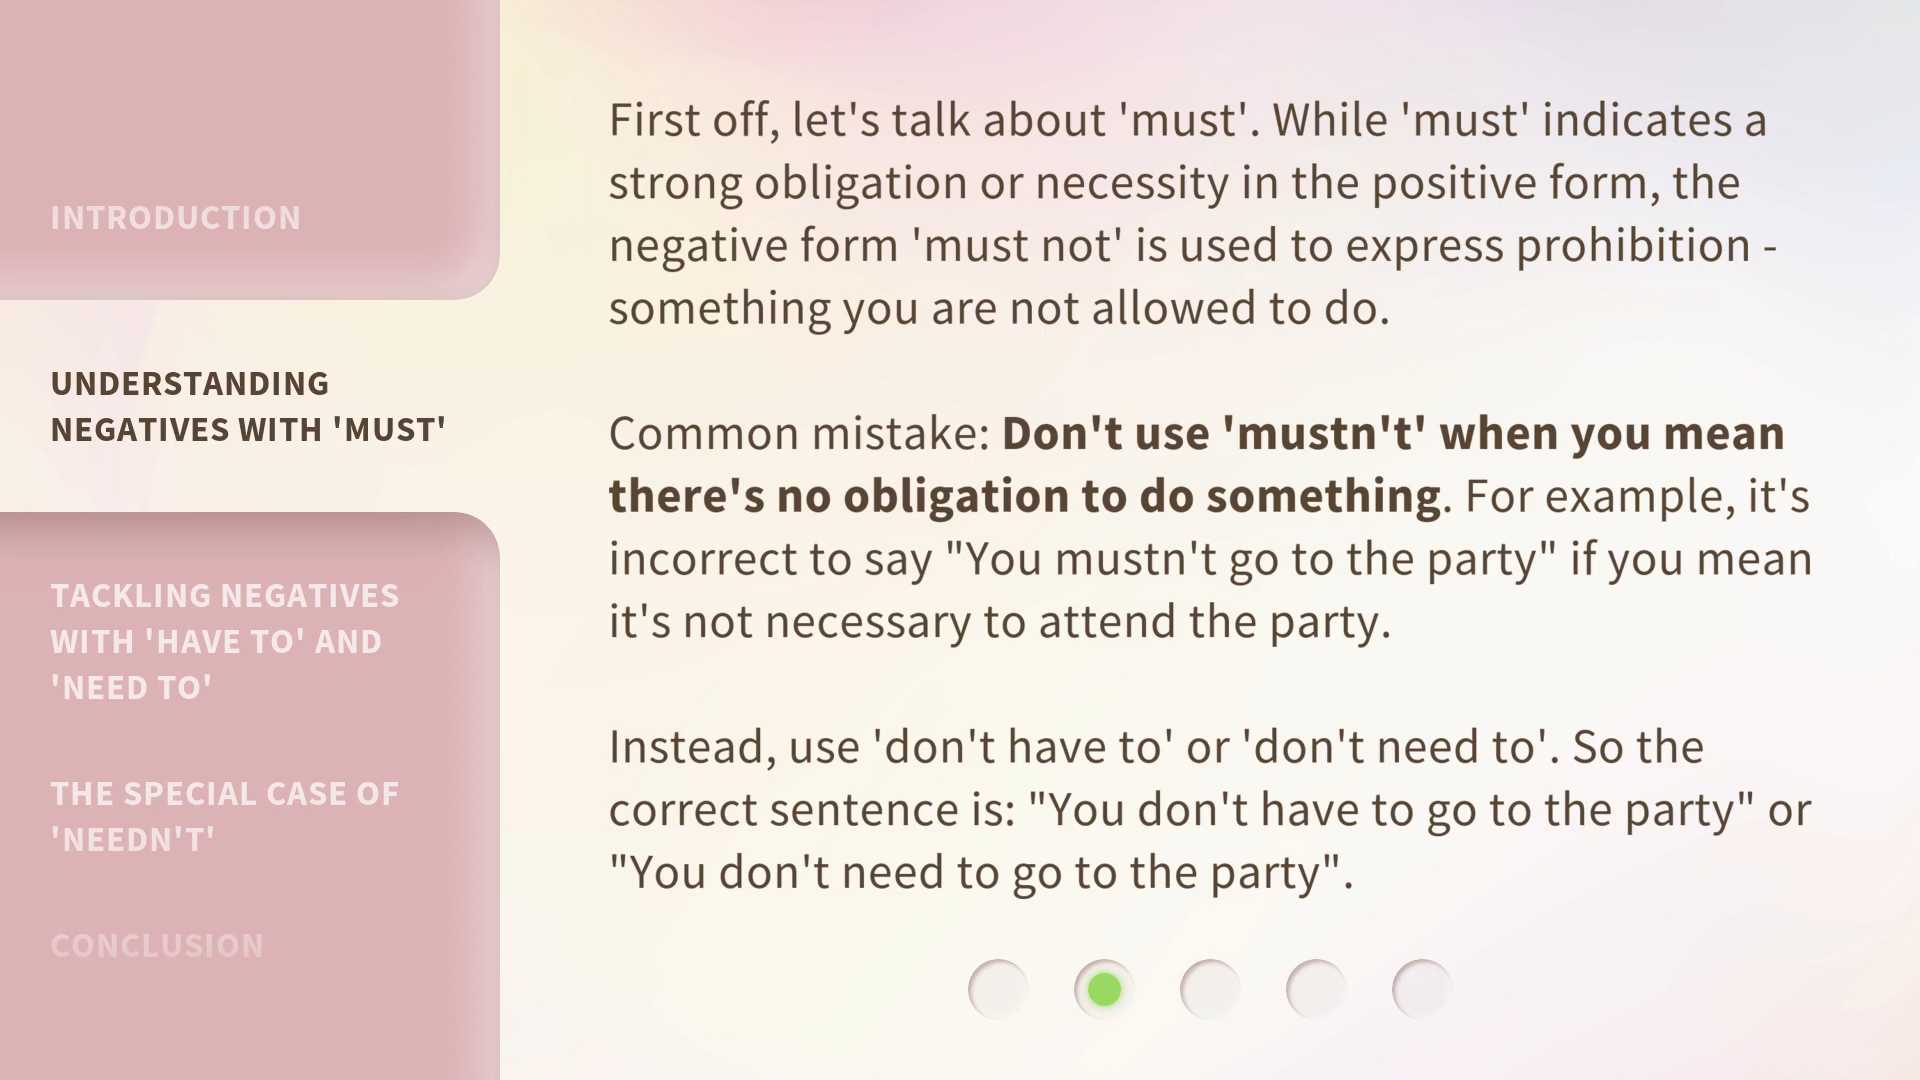 INTRODUCTION
UNDERSTANDING
NEGATIVES WITH 'MUST'
TACKLING NEGATIVES
WITH 'HAVE TO' AND
'NEED TO'
THE SPECIAL CASE OF
'NEEDN'T'
CONCLUSION
First off, let's talk about 'must'. While 'must' indicates a
strong obligation or necessity in the positive form, the
negative form 'must not' is used to express prohibition -
something you are not allowed to do.
Common mistake: Don't use 'mustn't' when you mean
there's no obligation to do something. For example, it's
incorrect to say "You mustn't go to the party" if you mean
it's not necessary to attend the party.
Instead, use 'don't have to' or 'don't need to'. So the
correct sentence is: "You don't have to go to the party" or
"You don't need to go to the party".